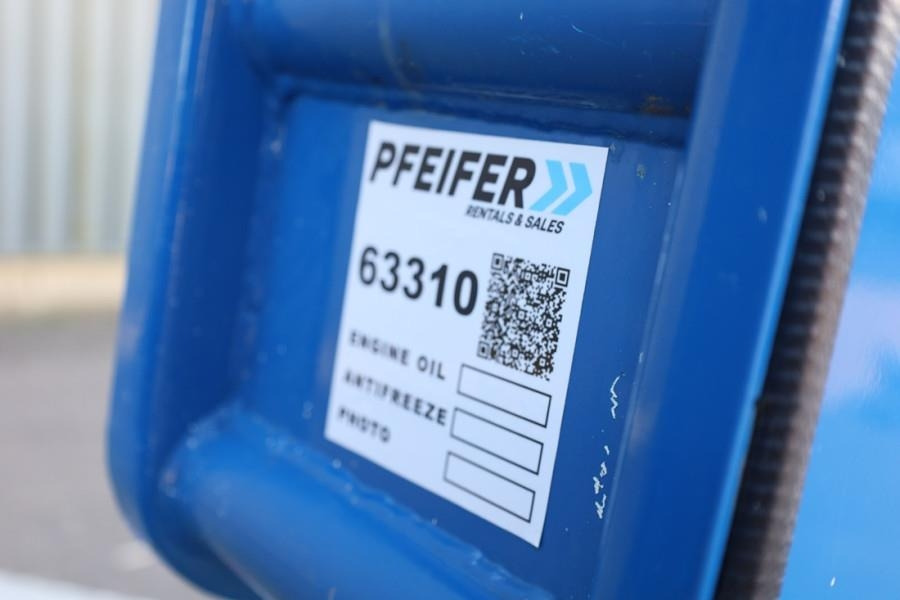 PFEIFER
RENTALS & SALES
63310
ENGINE OIL
ANTIFREEZE
PHOTO